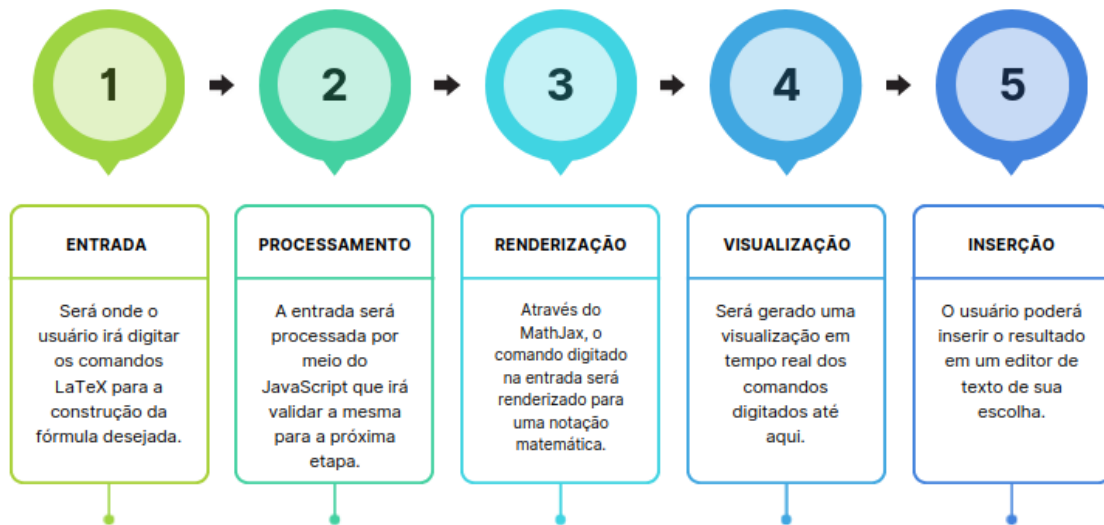 1
2
3
4
5
ENTRADA
Será onde o
usuário irá digitar
os comandos
LaTeX para a
construção da
fórmula desejada.
PROCESSAMENTO
A entrada será
processada por
meio do
JavaScript que irá
validar a mesma
para a próxima
etapa.
RENDERIZAÇÃO
Através do
MathJax, o
comando digitado
na entrada será
renderizado para
uma notação
matemática.
VISUALIZAÇÃO
Será gerado uma
visualização em
tempo real dos
comandos
digitados até
aqui.
INSERÇÃO
O usuário poderá
inserir o resultado
em um editor de
texto de sua
escolha.